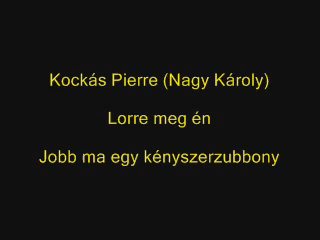 Kockás Pierre (Nagy Károly)
Lorre meg én
Jobb ma egy kényszerzubbony